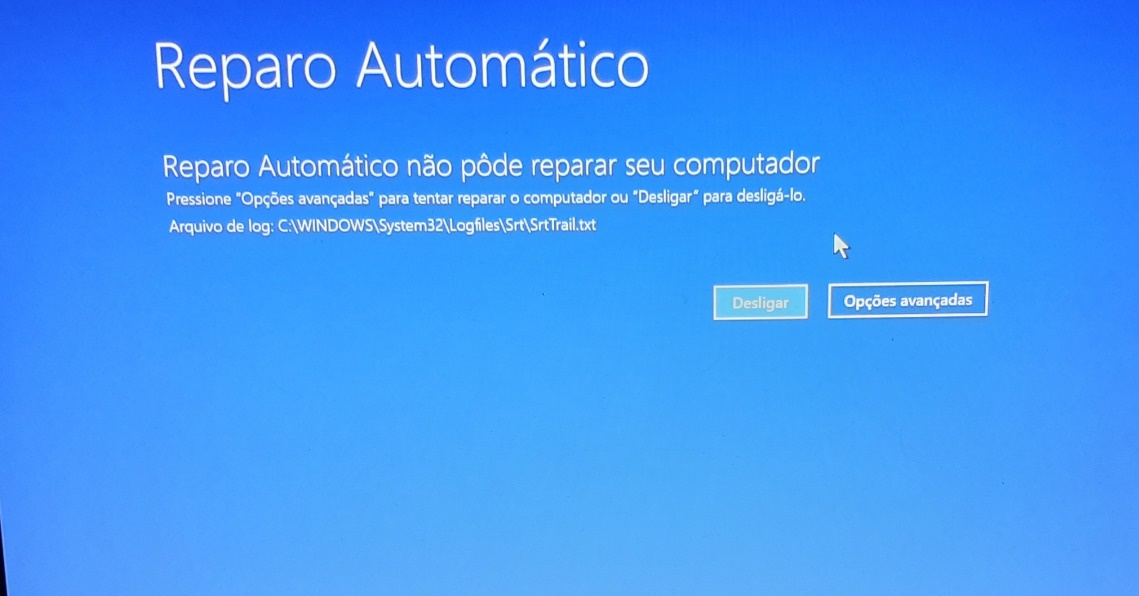 Reparo Automático
Reparo Automático não pôde reparar seu computador
Pressione "Opções avançadas" para tentar reparar o computador ou "Desligar" para desligá-lo.
Arquivo de log: C:\WINDOWS\System32\Logfiles\Srt\SrtTrail.txt
Desligar Opções avançadas